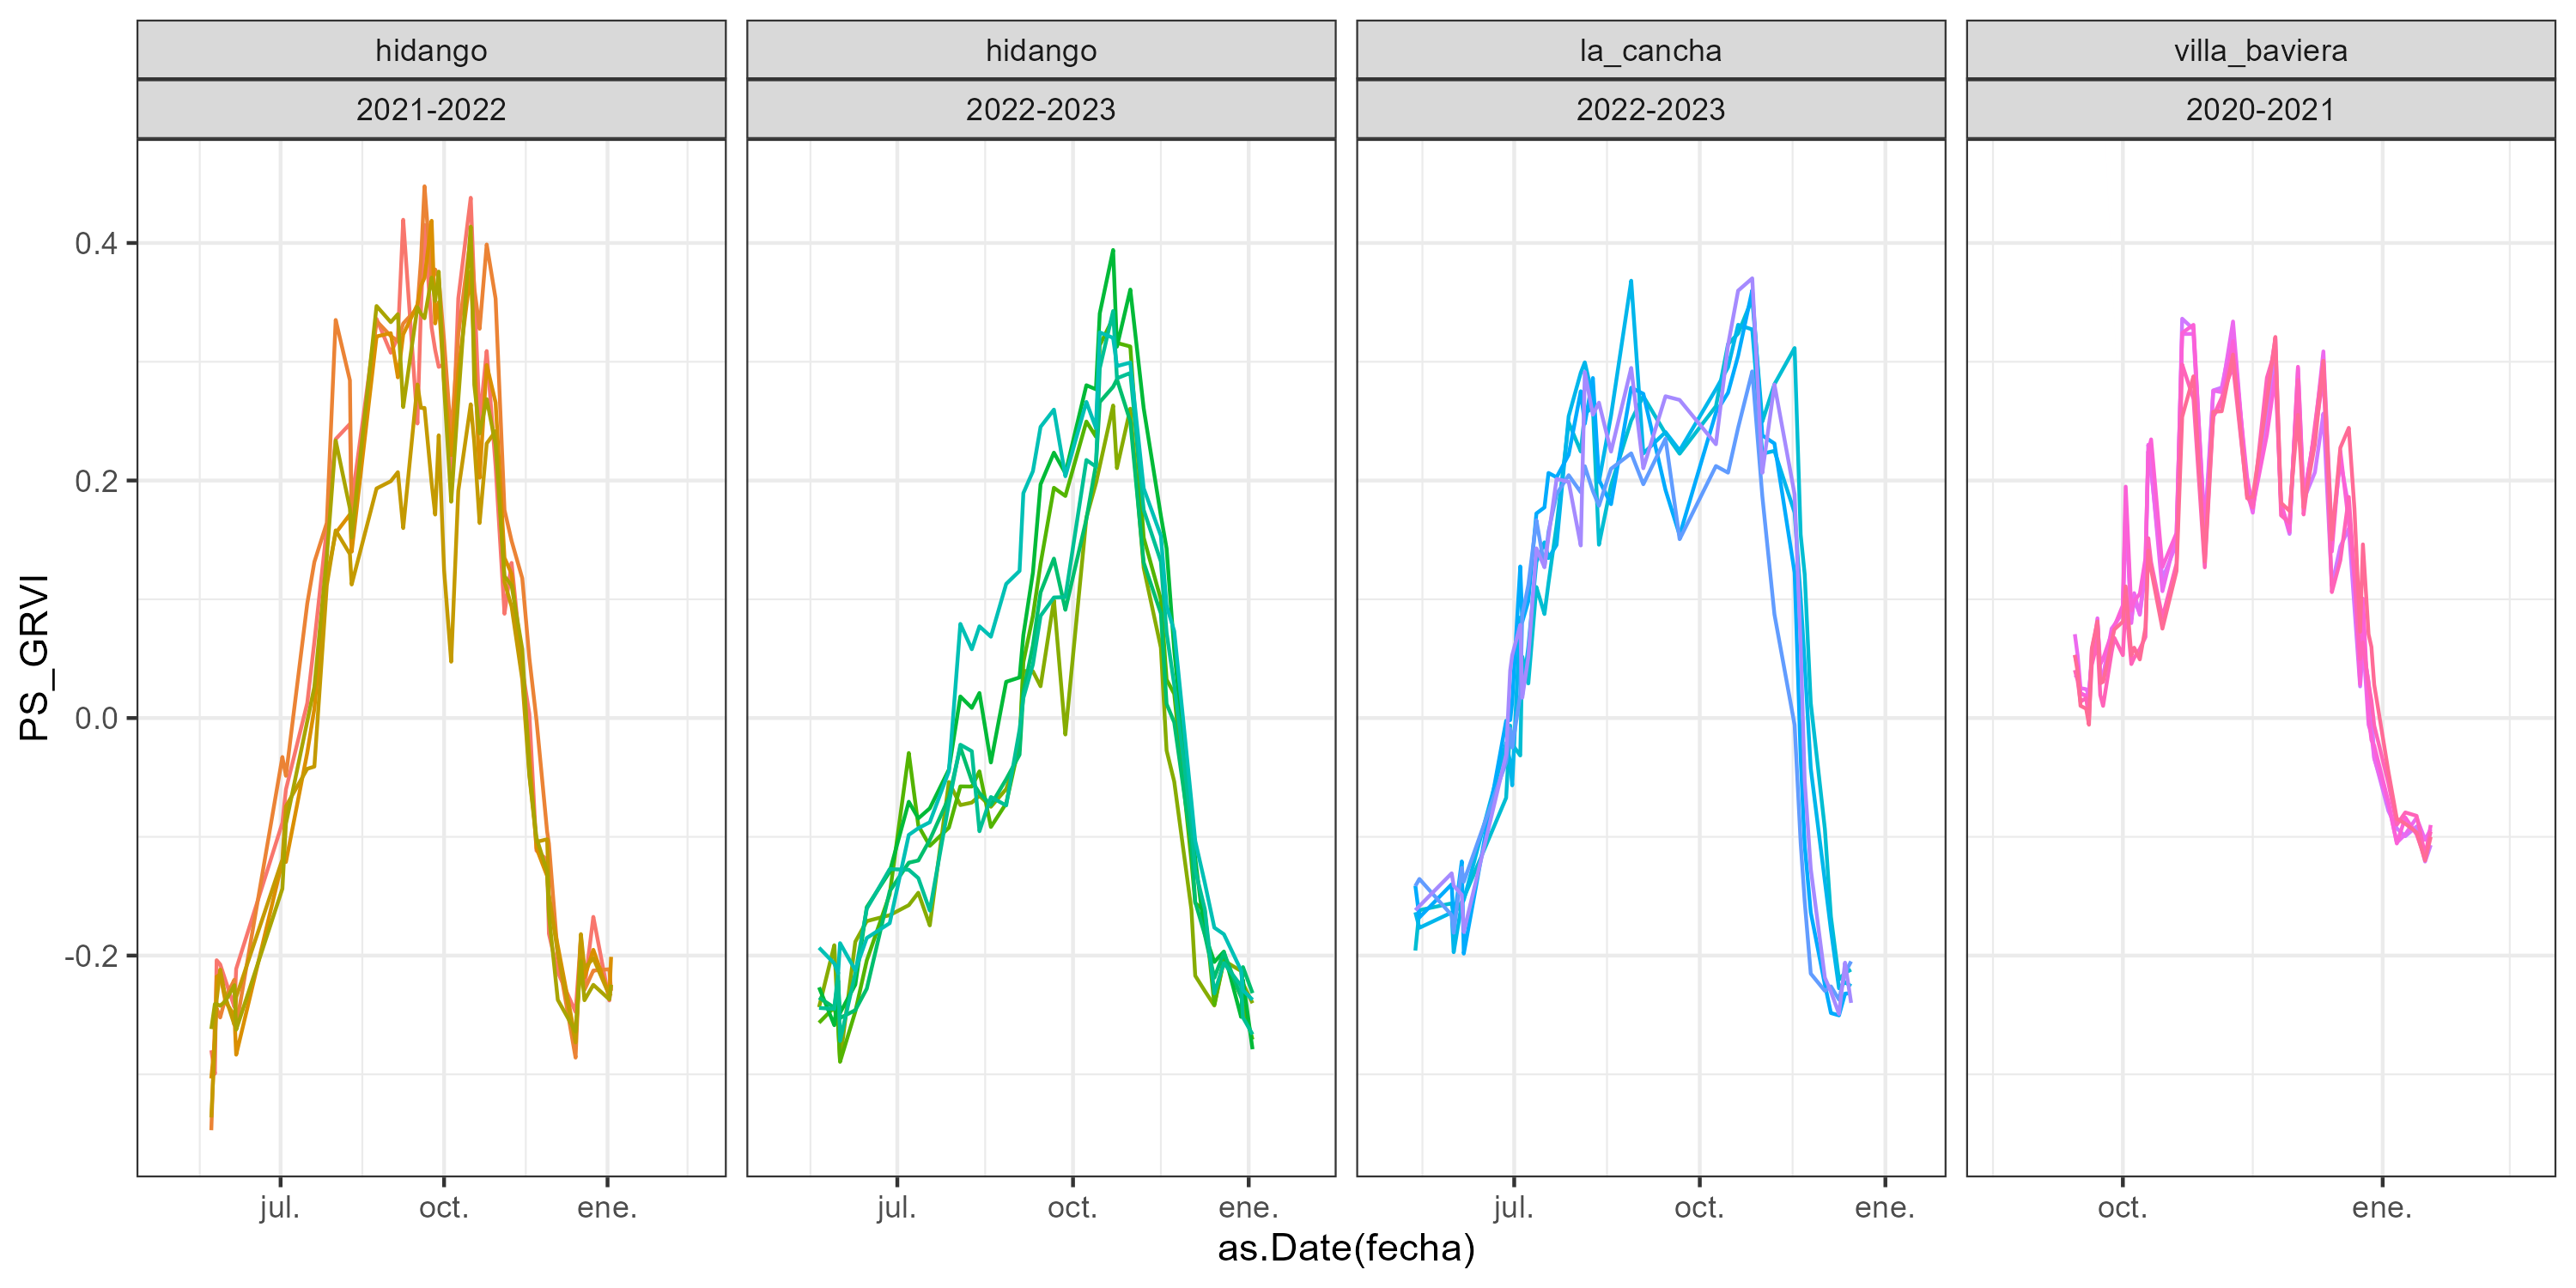 hidango hidango la_cancha villa_baviera
2021-2022 2022-2023 2022-2023 2020-2021
0.4
0.2
0.0
-0.2
PS_GRVI
jul. oct. ene. jul. oct. ene. jul. oct. ene. oct. ene.
as.Date(fecha)